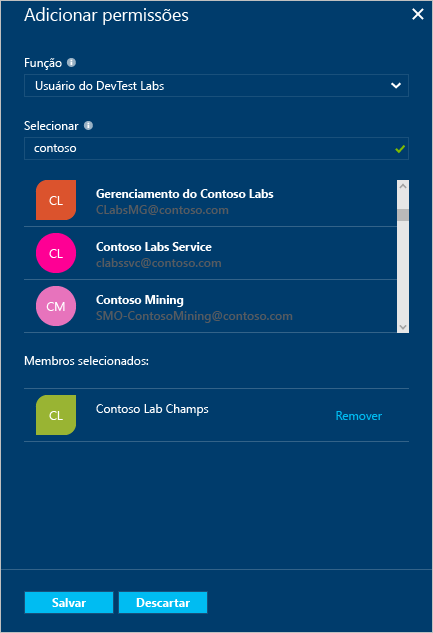 Adicionar permissões
Função
Usuário do DevTest Labs
Selecionar
contoso
CL
Gerenciamento do Contoso Labs
CLabsMG@contoso.com
CL
Contoso Labs Service
clabssvc@contoso.com
CM
Contoso Mining
SMO-ContosoMining@contoso.com
Membros selecionados:
CL
Contoso Lab Champs
Remover
Salvar
Descartar